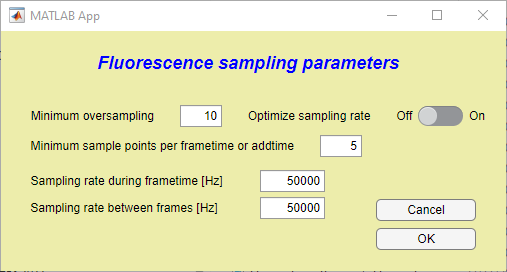 MATLAB App
Fluorescence sampling parameters
Minimum oversampling 10 Optimize sampling rate Off On
Minimum sample points per frametime or addtime 5
Sampling rate during frametime [Hz] 50000
Sampling rate between frames [Hz] 50000
Cancel
OK